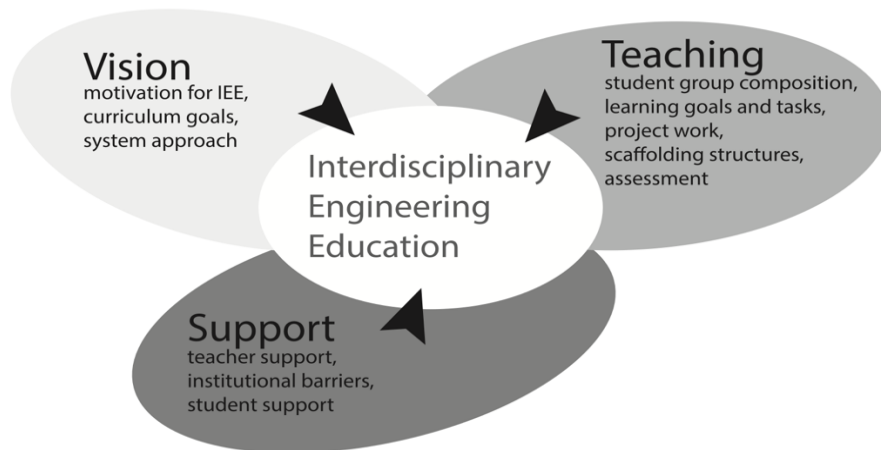 Vision
motivation for IEE,
curriculum goals,
system approach
Teaching
student group composition,
learning goals and tasks,
project work,
scaffolding structures,
assessment
Interdisciplinary
Engineering
Education
Support
teacher support,
institutional barriers,
student support